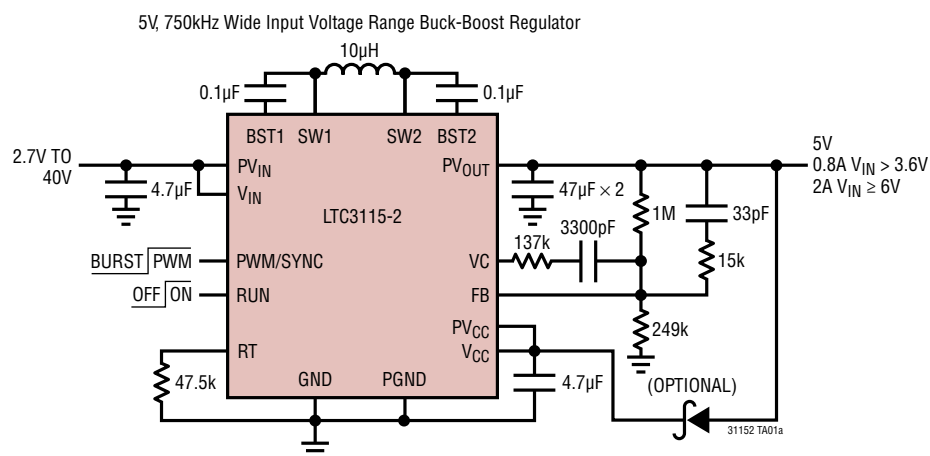 5V, 750kHz Wide Input Voltage Range Buck-Boost Regulator
10µH
0.1µF
0.1µF
BST1 SW1 SW2 BST2
2.7V TO
40V
PVIN
VIN
4.7µF
PVOUT
5V
0.8A VIN > 3.6V
2A VIN ≥ 6V
47µF × 2
1M
33pF
LTC3115-2
3300pF
137k
15k
BURST PWM
PWM/SYNC
VC
OFF ON
RUN
FB
249k
PVCC
VCC
RT
47.5k
GND PGND
4.7µF
(OPTIONAL)
31152 TA01a